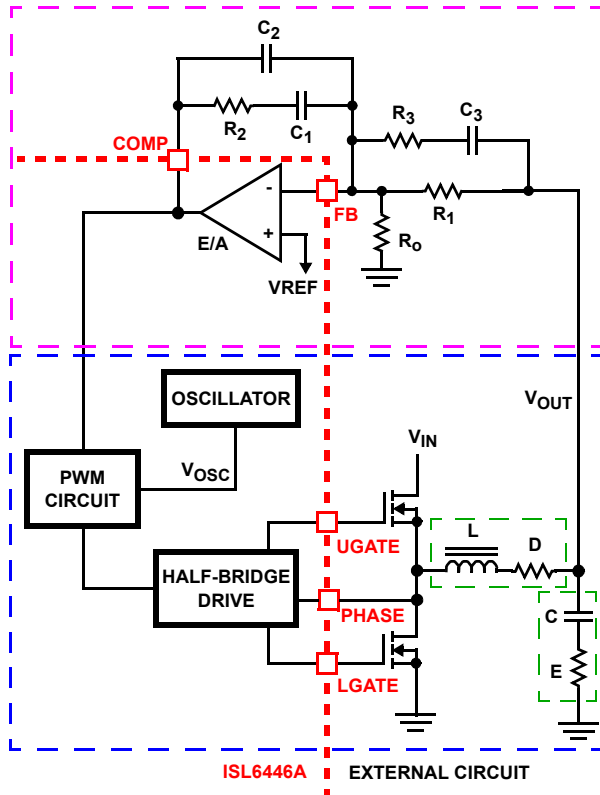 C2
R2
C1
R3
C3
COMP
R1
FB
-
+
E/A
Ro
VREF
OSCILLATOR
VOUT
VIN
PWM
CIRCUIT
VOSC
UGATE
L
D
HALF-BRIDGE
DRIVE
PHASE
C
E
LGATE
ISL6446A
EXTERNAL CIRCUIT